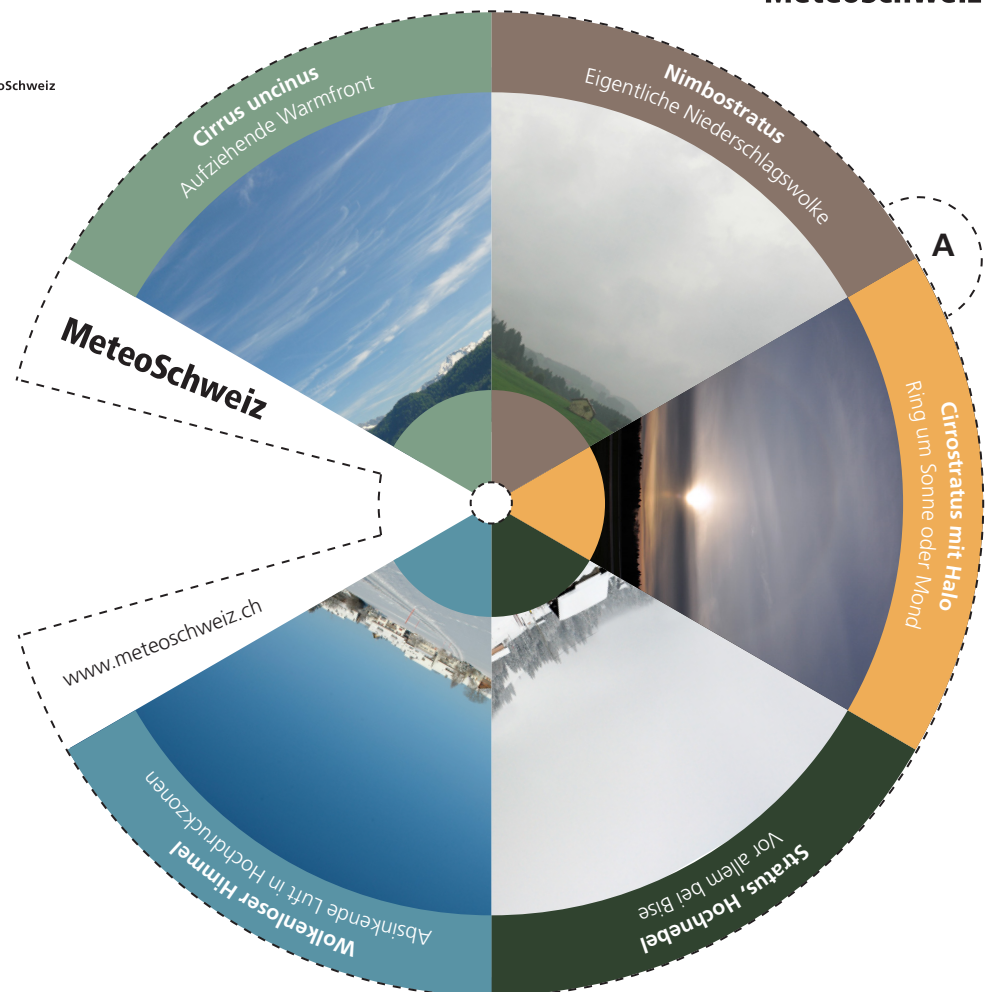 MeteoSchweiz
oSchweiz
Cirrus uncinus
Aufziehende Warmfront
Nimbostratus
Eigentliche Niederschlagswolke
A
Cirrostratus mit Halo
Ring um Sonne oder Mond
Stratus, Hochnebel
Vor allem bei Bise
Wolkenloser Himmel
Absinkende Luft in Hochdruckzonen
MeteoSchweiz
www.meteoschweiz.ch